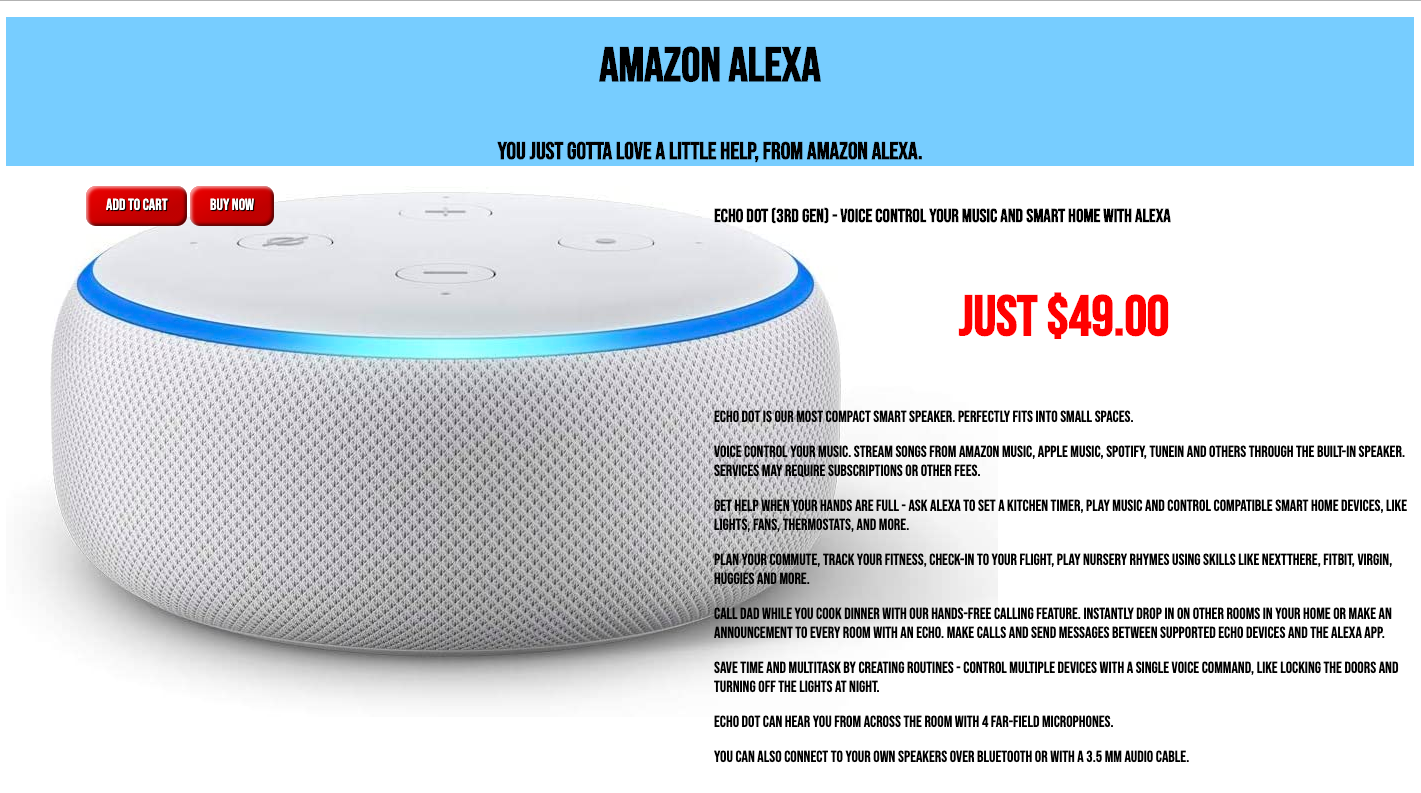 AMAZON ALEXA
YOU JUST GOTTA LOVE A LITTLE HELP, FROM AMAZON ALEXA.
ADD TO CART
BUY NOW
ECHO DOT (3RD GEN) - VOICE CONTROL YOUR MUSIC AND SMART HOME WITH ALEXA
JUST $49.00
ECHO DOT IS OUR MOST COMPACT SMART SPEAKER. PERFECTLY FITS INTO SMALL SPACES.
VOICE CONTROL YOUR MUSIC. STREAM SONGS FROM AMAZON MUSIC, APPLE MUSIC, SPOTIFY, TUNEIN AND OTHERS THROUGH THE BUILT-IN SPEAKER.
SERVICES MAY REQUIRE SUBSCRIPTIONS OR OTHER FEES.
GET HELP WHEN YOUR HANDS ARE FULL - ASK ALEXA TO SET A KITCHEN TIMER, PLAY MUSIC AND CONTROL COMPATIBLE SMART HOME DEVICES, LIKE
LIGHTS, FANS, THERMOSTATS, AND MORE.
PLAN YOUR COMMUTE, TRACK YOUR FITNESS, CHECK-IN TO YOUR FLIGHT, PLAY NURSERY RHYMES USING SKILLS LIKE NEXTTHERE, FITBIT, VIRGIN,
HUGGIES AND MORE.
CALL DAD WHILE YOU COOK DINNER WITH OUR HANDS-FREE CALLING FEATURE. INSTANTLY DROP IN ON OTHER ROOMS IN YOUR HOME OR MAKE AN
ANNOUNCEMENT TO EVERY ROOM WITH AN ECHO. MAKE CALLS AND SEND MESSAGES BETWEEN SUPPORTED ECHO DEVICES AND THE ALEXA APP.
SAVE TIME AND MULTITASK BY CREATING ROUTINES - CONTROL MULTIPLE DEVICES WITH A SINGLE VOICE COMMAND, LIKE LOCKING THE DOORS AND
TURNING OFF THE LIGHTS AT NIGHT.
ECHO DOT CAN HEAR YOU FROM ACROSS THE ROOM WITH 4 FAR-FIELD MICROPHONES.
YOU CAN ALSO CONNECT TO YOUR OWN SPEAKERS OVER BLUETOOTH OR WITH A 3.5 MM AUDIO CABLE.